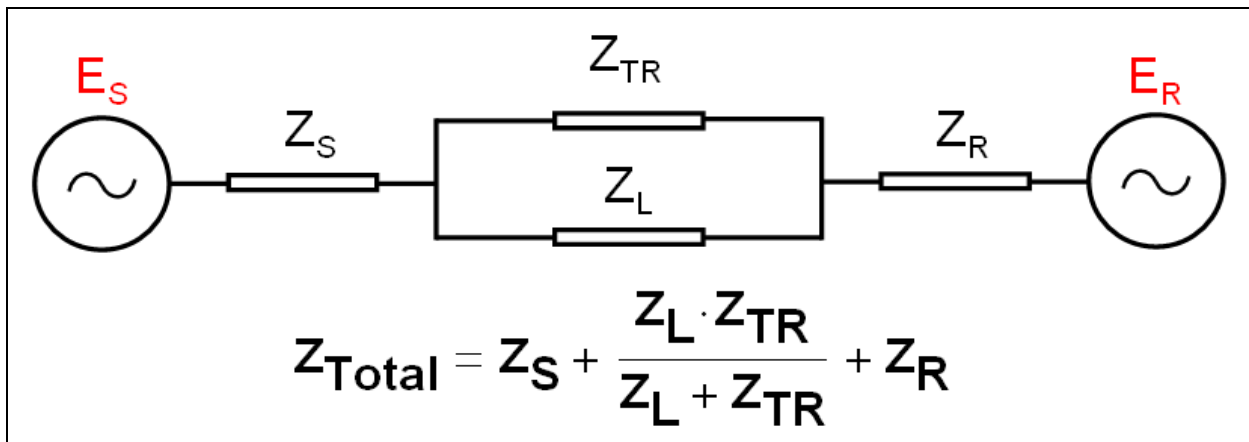 E_S
Z_TR
E_R
Z_S
Z_R
Z_L
Z_Total = Z_S + (Z_L · Z_TR) / (Z_L + Z_TR) + Z_R